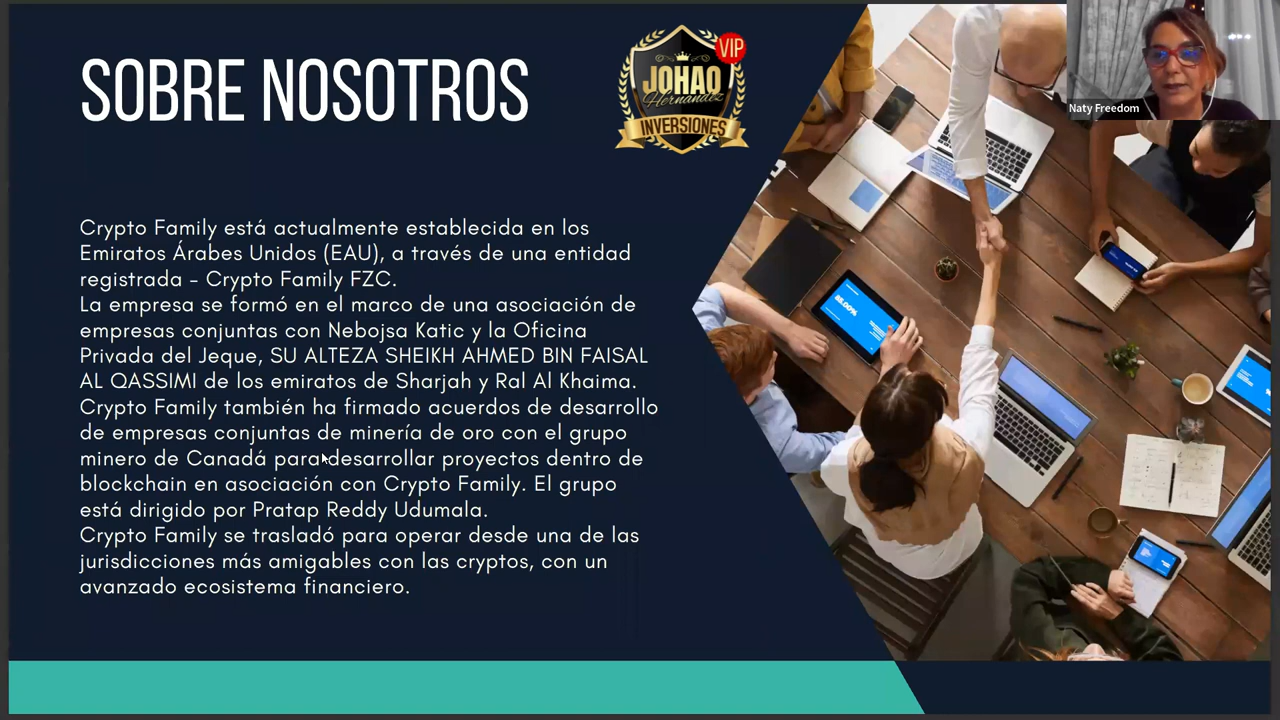 SOBRE NOSOTROS
VIP
JOHAO
Hernandez
INVERSIONES
Naty Freedom
Crypto Family está actualmente establecida en los
Emiratos Árabes Unidos (EAU), a través de una entidad
registrada - Crypto Family FZC.
La empresa se formó en el marco de una asociación de
empresas conjuntas con Nebojsa Katic y la Oficina
Privada del Jeque, SU ALTEZA SHEIKH AHMED BIN FAISAL
AL QASSIMI de los emiratos de Sharjah y Ral Al Khaima.
Crypto Family también ha firmado acuerdos de desarrollo
de empresas conjuntas de minería de oro con el grupo
minero de Canadá para desarrollar proyectos dentro de
blockchain en asociación con Crypto Family. El grupo
está dirigido por Pratap Reddy Udumala.
Crypto Family se trasladó para operar desde una de las
jurisdicciones más amigables con las cryptos, con un
avanzado ecosistema financiero.